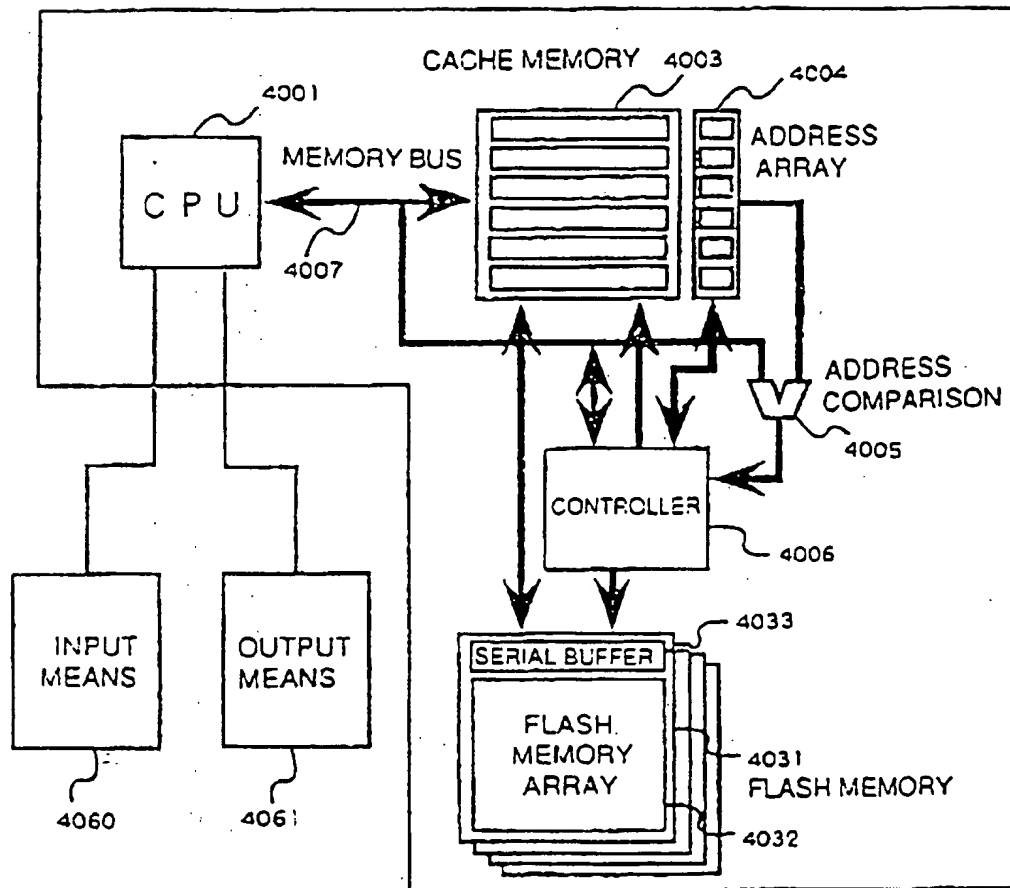 CACHE MEMORY
4003
4004
4001
MEMORY BUS
ADDRESS
ARRAY
C P U
4007
ADDRESS
COMPARISON
4005
CONTROLLER
4006
4033
SERIAL BUFFER
INPUT
MEANS
OUTPUT
MEANS
FLASH
MEMORY
ARRAY
4031
FLASH MEMORY
4060
4061
4032